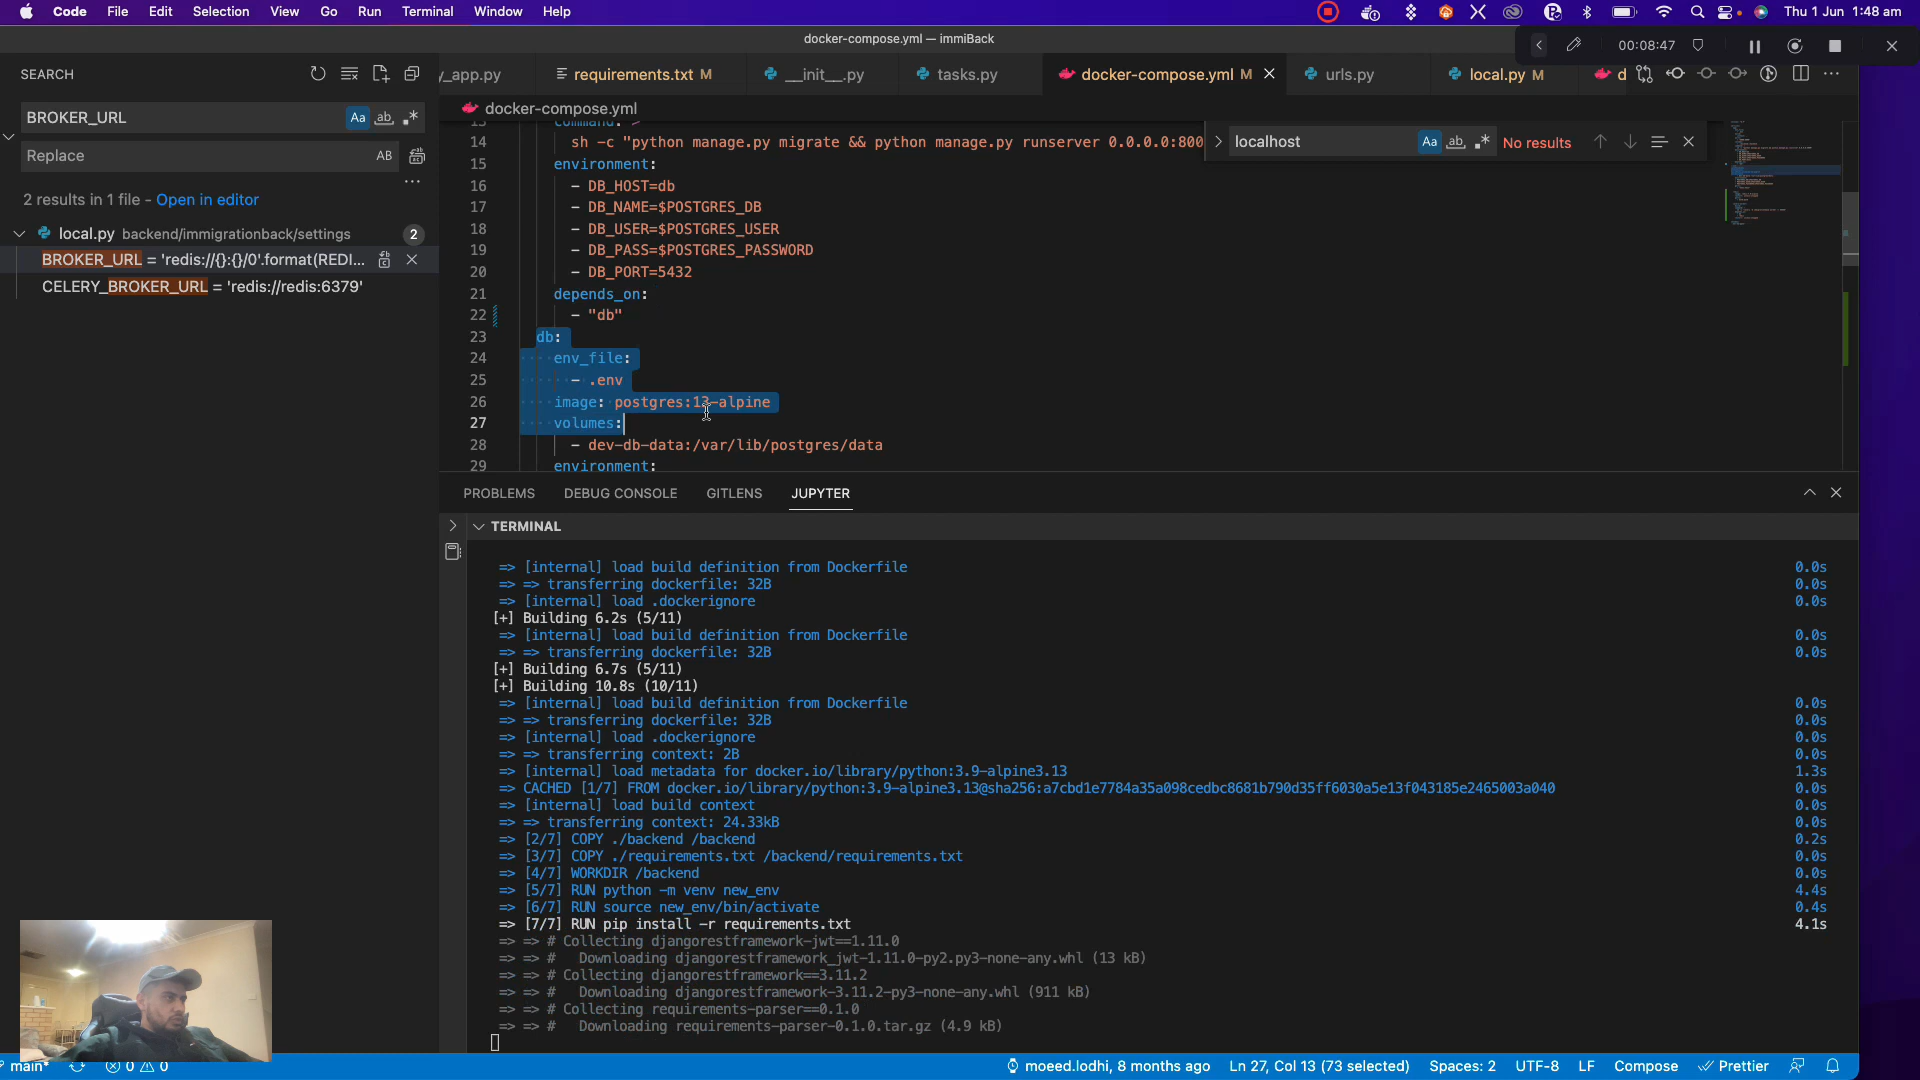 Code File Edit Selection View Go Run Terminal Window Help Thu 1 Jun 1:48 am
docker-compose.yml — immiBack
00:08:47
SEARCH
y_app.py requirements.txt M __init__.py tasks.py docker-compose.yml M urls.py local.py M d
BROKER_URL Aa ab
Replace AB
2 results in 1 file - Open in editor
local.py backend/immigrationback/settings 2
BROKER_URL = 'redis://{}:{}/0'.format(REDI...
CELERY_BROKER_URL = 'redis://redis:6379'
docker-compose.yml
localhost Aa ab No results
13 command: >
14 sh -c "python manage.py migrate && python manage.py runserver 0.0.0.0:800
15 environment:
16 - DB_HOST=db
17 - DB_NAME=$POSTGRES_DB
18 - DB_USER=$POSTGRES_USER
19 - DB_PASS=$POSTGRES_PASSWORD
20 - DB_PORT=5432
21 depends_on:
22 - "db"
23 db:
24 env_file:
25 - .env
26 image: postgres:13-alpine
27 volumes:
28 - dev-db-data:/var/lib/postgres/data
29 environment:
PROBLEMS DEBUG CONSOLE GITLENS JUPYTER
TERMINAL
=> [internal] load build definition from Dockerfile 0.0s
=> => transferring dockerfile: 32B 0.0s
=> [internal] load .dockerignore 0.0s
[+] Building 6.2s (5/11)
=> [internal] load build definition from Dockerfile 0.0s
=> => transferring dockerfile: 32B 0.0s
[+] Building 6.7s (5/11)
[+] Building 10.8s (10/11)
=> [internal] load build definition from Dockerfile 0.0s
=> => transferring dockerfile: 32B 0.0s
=> [internal] load .dockerignore 0.0s
=> => transferring context: 2B 0.0s
=> [internal] load metadata for docker.io/library/python:3.9-alpine3.13 1.3s
=> CACHED [1/7] FROM docker.io/library/python:3.9-alpine3.13@sha256:a7cbd1e7784a35a098cedbc8681b790d35ff6030a5e13f043185e2465003a040 0.0s
=> [internal] load build context 0.0s
=> => transferring context: 24.33kB 0.0s
=> [2/7] COPY ./backend /backend 0.2s
=> [3/7] COPY ./requirements.txt /backend/requirements.txt 0.0s
=> [4/7] WORKDIR /backend 0.0s
=> [5/7] RUN python -m venv new_env 4.4s
=> [6/7] RUN source new_env/bin/activate 0.4s
=> [7/7] RUN pip install -r requirements.txt 4.1s
=> => # Collecting djangorestframework-jwt==1.11.0
=> => # Downloading djangorestframework_jwt-1.11.0-py2.py3-none-any.whl (13 kB)
=> => # Collecting djangorestframework==3.11.2
=> => # Downloading djangorestframework-3.11.2-py3-none-any.whl (911 kB)
=> => # Collecting requirements-parser==0.1.0
=> => # Downloading requirements-parser-0.1.0.tar.gz (4.9 kB)
main* 0 0 moeed.lodhi, 8 months ago Ln 27, Col 13 (73 selected) Spaces: 2 UTF-8 LF Compose Prettier